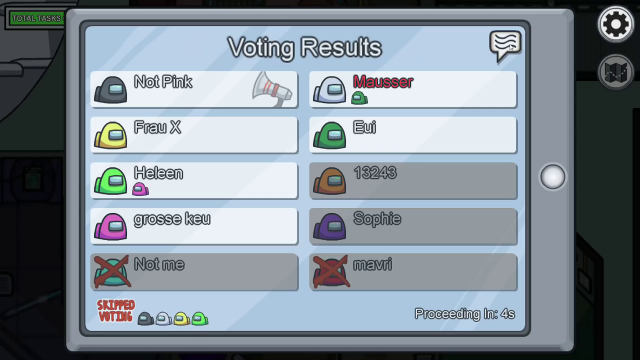 TOTAL TASKS
Voting Results
Not Pink
Mausser
Frau X
Eui
Heleen
13243
grosse keu
Sophie
Not me
mavri
SKIPPED
VOTING
Proceeding In: 4s